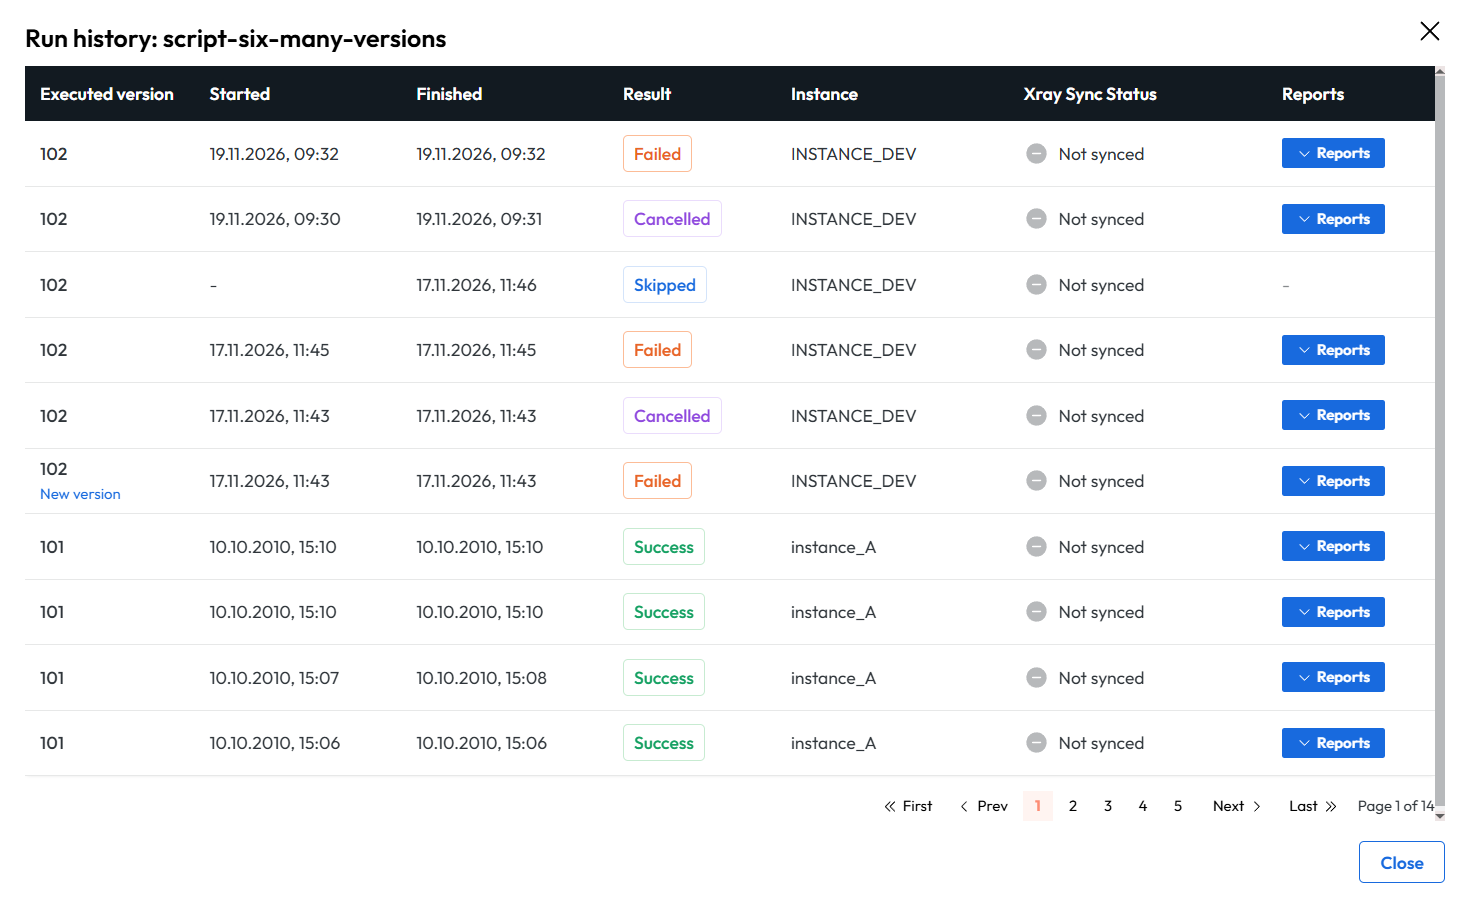 Run history: script-six-many-versions
Executed version Started Finished Result Instance Xray Sync Status Reports
102 19.11.2026, 09:32 19.11.2026, 09:32 Failed INSTANCE_DEV Not synced Reports
102 19.11.2026, 09:30 19.11.2026, 09:31 Cancelled INSTANCE_DEV Not synced Reports
102 - 17.11.2026, 11:46 Skipped INSTANCE_DEV Not synced -
102 17.11.2026, 11:45 17.11.2026, 11:45 Failed INSTANCE_DEV Not synced Reports
102 17.11.2026, 11:43 17.11.2026, 11:43 Cancelled INSTANCE_DEV Not synced Reports
102 17.11.2026, 11:43 17.11.2026, 11:43 Failed INSTANCE_DEV Not synced Reports
New version
101 10.10.2010, 15:10 10.10.2010, 15:10 Success instance_A Not synced Reports
101 10.10.2010, 15:10 10.10.2010, 15:10 Success instance_A Not synced Reports
101 10.10.2010, 15:07 10.10.2010, 15:08 Success instance_A Not synced Reports
101 10.10.2010, 15:06 10.10.2010, 15:06 Success instance_A Not synced Reports
« First ‹ Prev 1 2 3 4 5 Next › Last » Page 1 of 14
Close